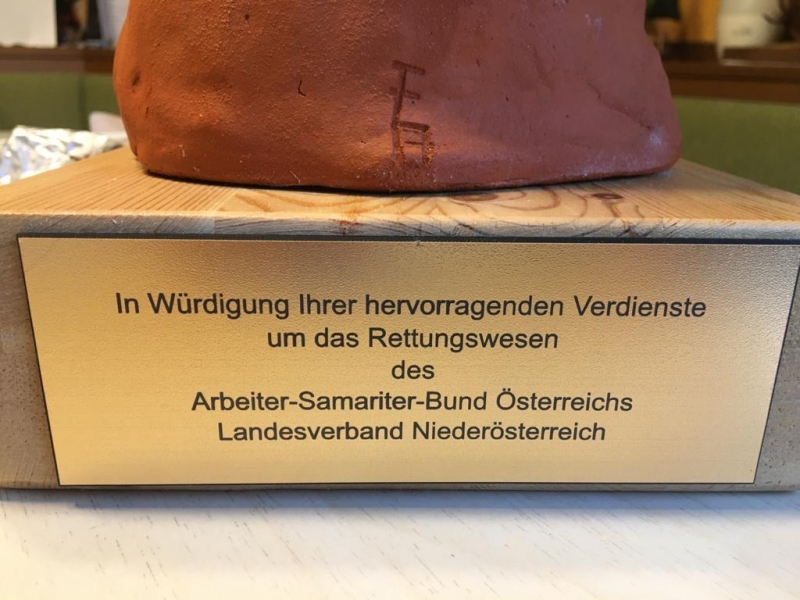 In Würdigung Ihrer hervorragenden Verdienste
um das Rettungswesen
des
Arbeiter-Samariter-Bund Österreichs
Landesverband Niederösterreich